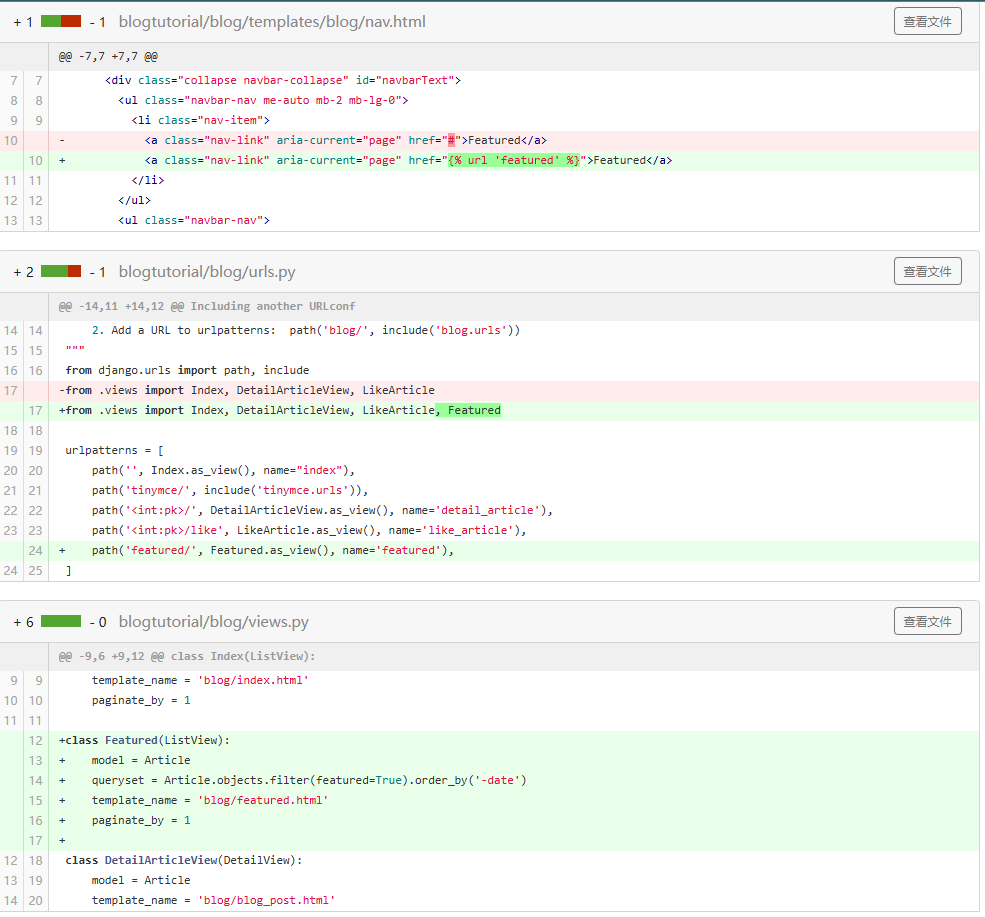 + 1 - 1 blogtutorial/blog/templates/blog/nav.html 查看文件
@@ -7,7 +7,7 @@
7 7 <div class="collapse navbar-collapse" id="navbarText">
8 8 <ul class="navbar-nav me-auto mb-2 mb-lg-0">
9 9 <li class="nav-item">
10 - <a class="nav-link" aria-current="page" href="#">Featured</a>
10 + <a class="nav-link" aria-current="page" href="{% url 'featured' %}">Featured</a>
11 11 </li>
12 12 </ul>
13 13 <ul class="navbar-nav">
+ 2 - 1 blogtutorial/blog/urls.py 查看文件
@@ -14,11 +14,12 @@ Including another URLconf
14 14 2. Add a URL to urlpatterns:  path('blog/', include('blog.urls'))
15 15 """
16 16 from django.urls import path, include
17 -from .views import Index, DetailArticleView, LikeArticle
17 +from .views import Index, DetailArticleView, LikeArticle, Featured
18 18
19 19 urlpatterns = [
20 20 path('', Index.as_view(), name="index"),
21 21 path('tinymce/', include('tinymce.urls')),
22 22 path('<int:pk>/', DetailArticleView.as_view(), name='detail_article'),
23 23 path('<int:pk>/like', LikeArticle.as_view(), name='like_article'),
24 + path('featured/', Featured.as_view(), name='featured'),
24 25 ]
+ 6 - 0 blogtutorial/blog/views.py 查看文件
@@ -9,6 +9,12 @@ class Index(ListView):
9 9 template_name = 'blog/index.html'
10 10 paginate_by = 1
11 11
12 +class Featured(ListView):
13 + model = Article
14 + queryset = Article.objects.filter(featured=True).order_by('-date')
15 + template_name = 'blog/featured.html'
16 + paginate_by = 1
17 +
12 18 class DetailArticleView(DetailView):
13 19 model = Article
14 20 template_name = 'blog/blog_post.html'